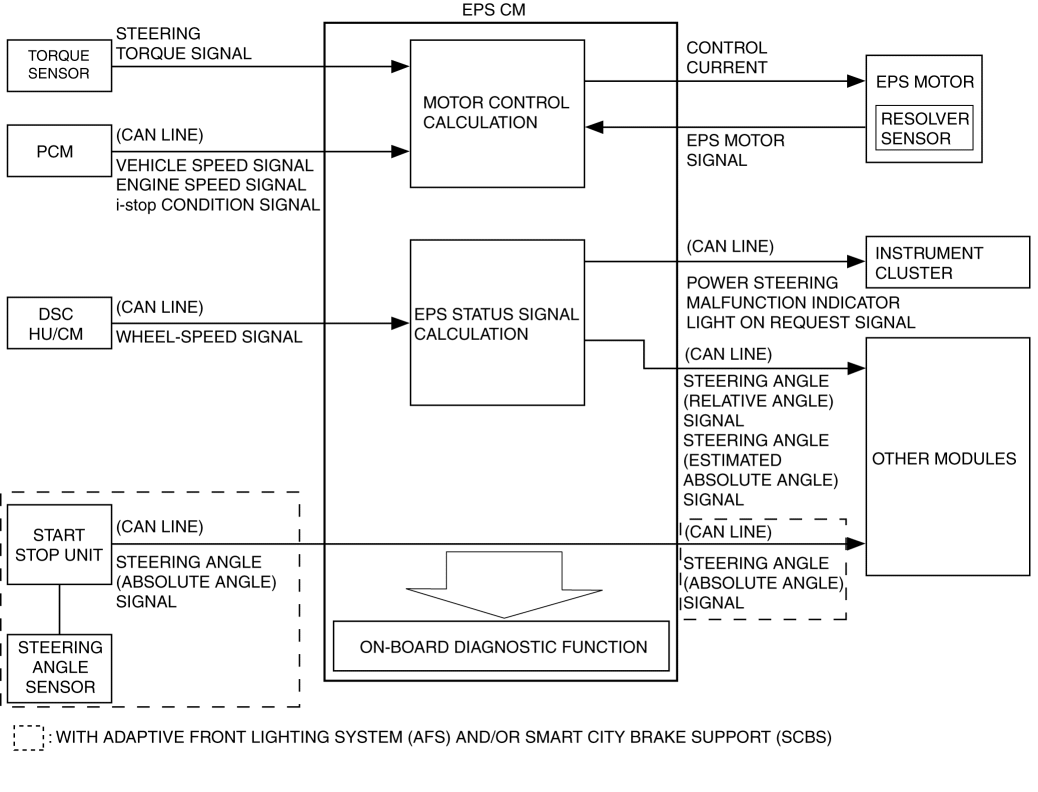 EPS CM
STEERING
TORQUE SIGNAL
TORQUE
SENSOR
(CAN LINE)
PCM
VEHICLE SPEED SIGNAL
ENGINE SPEED SIGNAL
i-stop CONDITION SIGNAL
MOTOR CONTROL
CALCULATION
CONTROL
CURRENT
EPS MOTOR
RESOLVER
SENSOR
EPS MOTOR
SIGNAL
(CAN LINE)
DSC
HU/CM
WHEEL-SPEED SIGNAL
EPS STATUS SIGNAL
CALCULATION
(CAN LINE)
INSTRUMENT
CLUSTER
POWER STEERING
MALFUNCTION INDICATOR
LIGHT ON REQUEST SIGNAL
(CAN LINE)
STEERING ANGLE
(RELATIVE ANGLE)
SIGNAL
STEERING ANGLE
(ESTIMATED
ABSOLUTE ANGLE)
SIGNAL
OTHER MODULES
START
STOP UNIT
(CAN LINE)
STEERING ANGLE
(ABSOLUTE ANGLE)
SIGNAL
(CAN LINE)
STEERING ANGLE
(ABSOLUTE ANGLE)
SIGNAL
STEERING
ANGLE
SENSOR
ON-BOARD DIAGNOSTIC FUNCTION
: WITH ADAPTIVE FRONT LIGHTING SYSTEM (AFS) AND/OR SMART CITY BRAKE SUPPORT (SCBS)